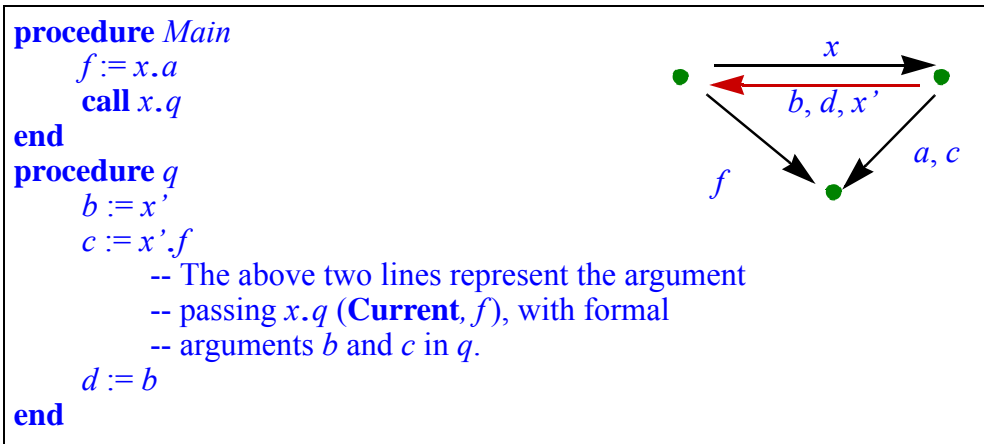 procedure Main
f := x.a
call x.q
end
procedure q
b := x’
c := x’.f
-- The above two lines represent the argument
-- passing x.q (Current, f), with formal
-- arguments b and c in q.
d := b
end
x
b, d, x’
a, c
f